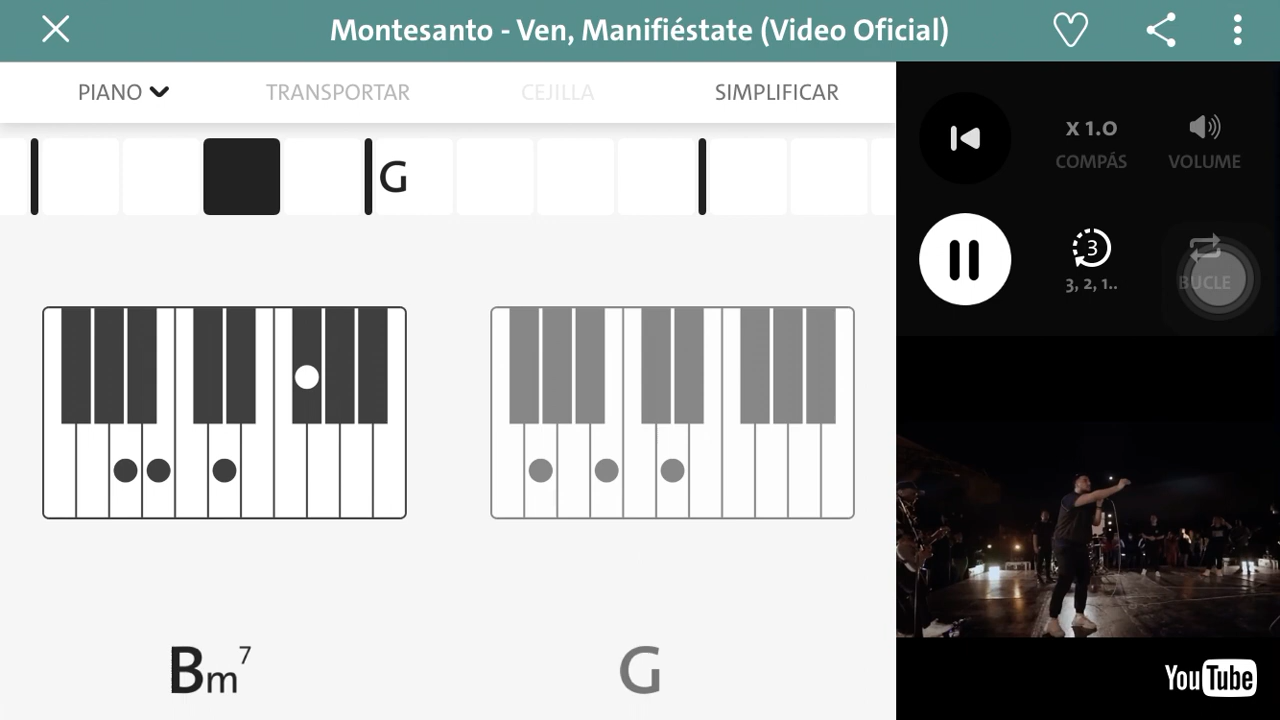 Montesanto - Ven, Manifiéstate (Video Oficial)
PIANO
TRANSPORTAR
CEJILLA
SIMPLIFICAR
G
X 1.0
COMPÁS
VOLUME
3
3, 2, 1..
BUCLE
Bm7
G
YouTube